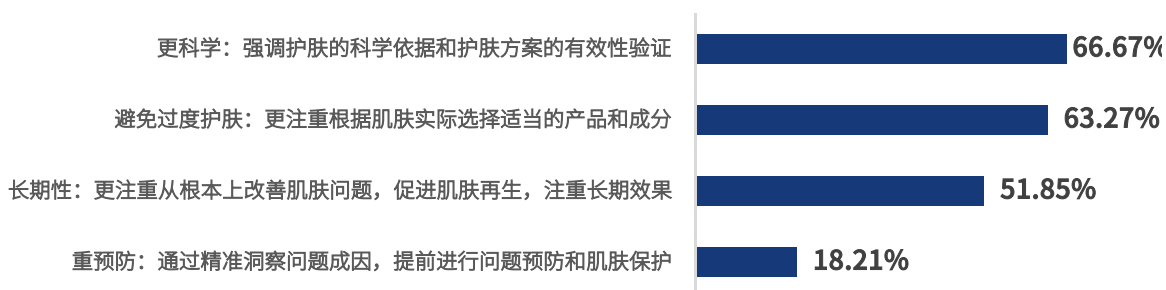 更科学：强调护肤的科学依据和护肤方案的有效性验证 66.67%
避免过度护肤：更注重根据肌肤实际选择适当的产品和成分 63.27%
长期性：更注重从根本上改善肌肤问题，促进肌肤再生，注重长期效果 51.85%
重预防：通过精准洞察问题成因，提前进行问题预防和肌肤保护 18.21%